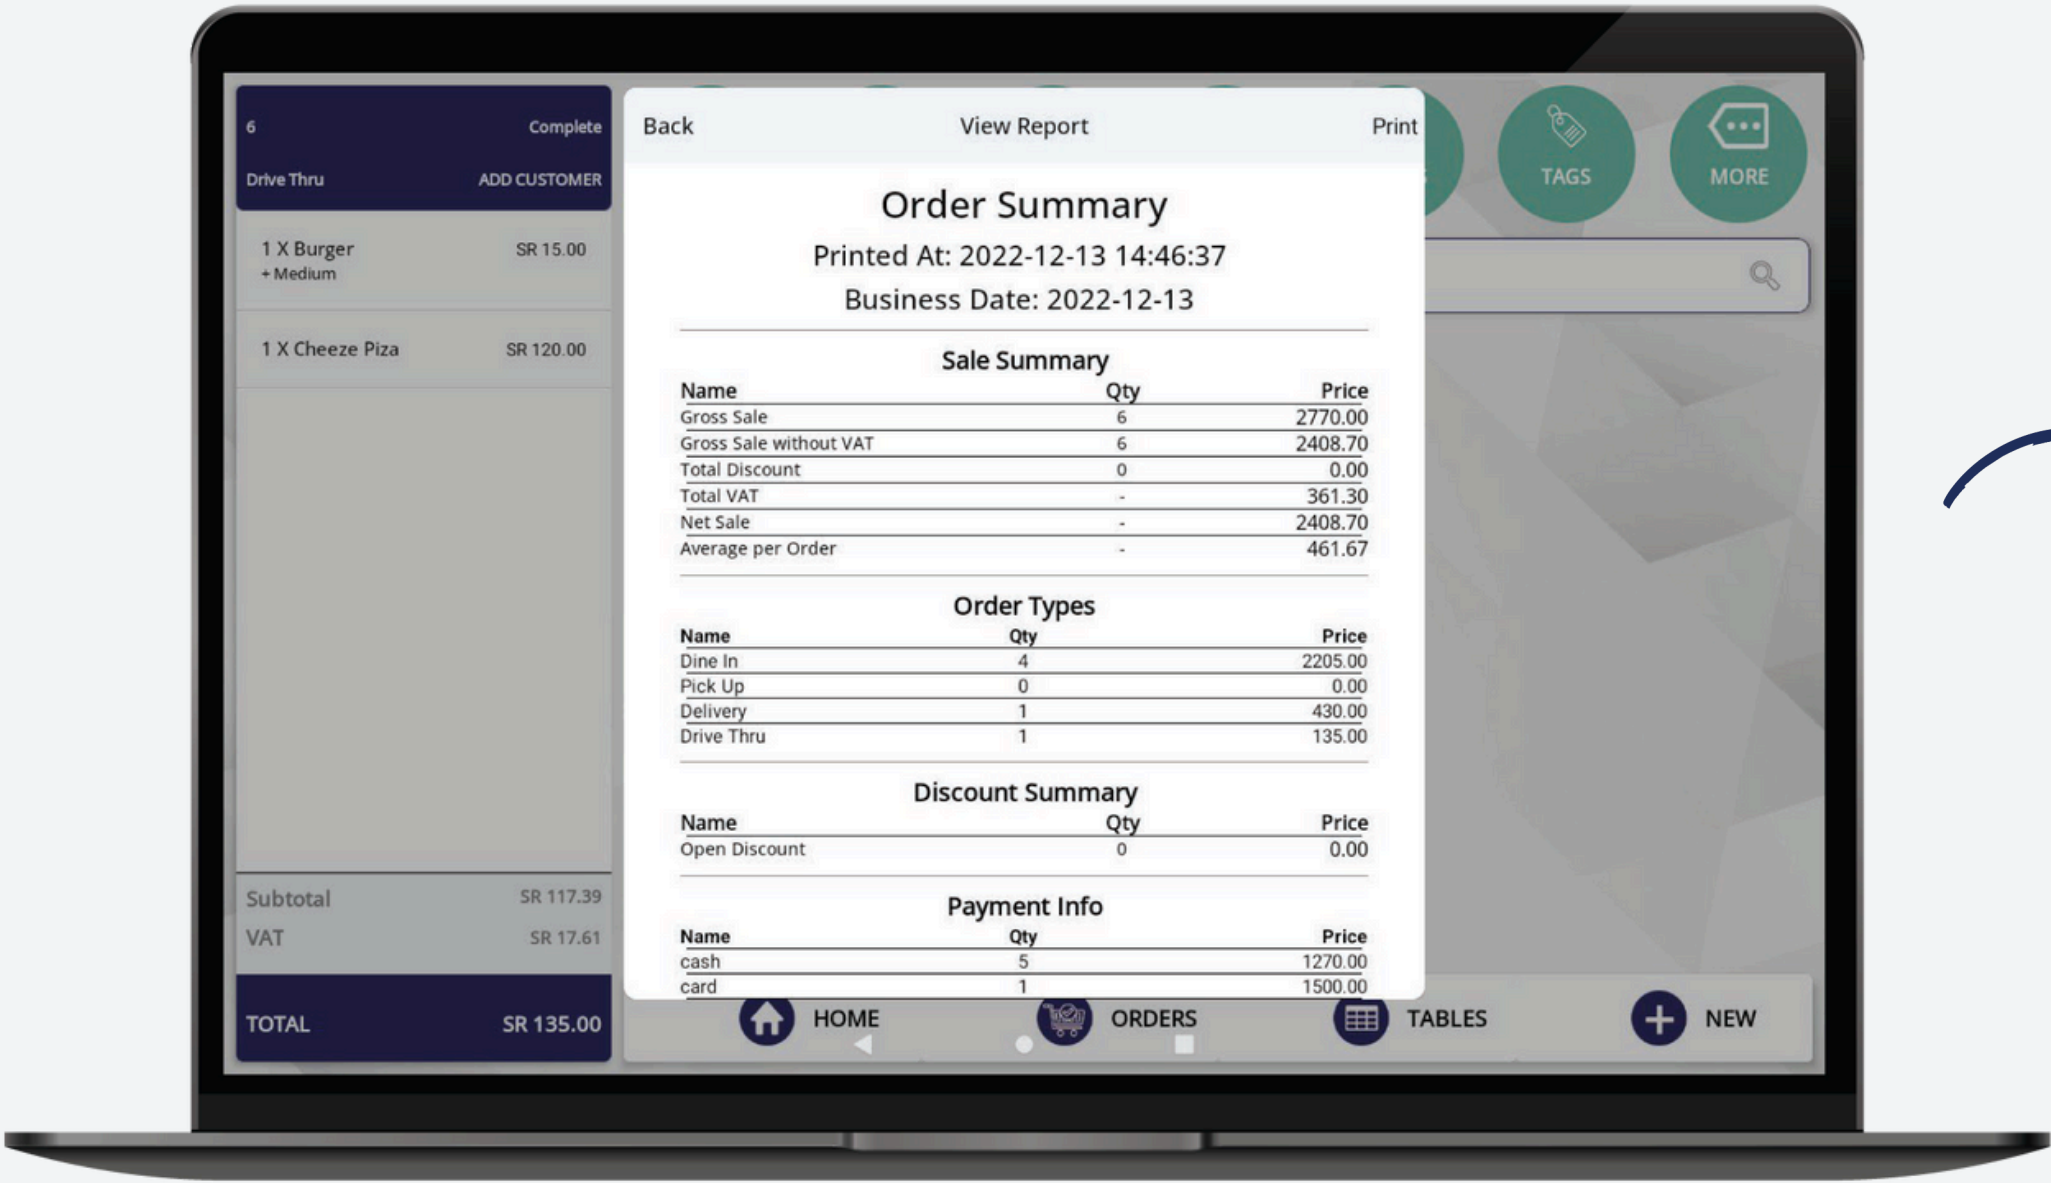 6 Complete
Drive Thru ADD CUSTOMER
1 X Burger SR 15.00
+ Medium
1 X Cheeze Piza SR 120.00
Subtotal SR 117.39
VAT SR 17.61
TOTAL SR 135.00
Back View Report Print
Order Summary
Printed At: 2022-12-13 14:46:37
Business Date: 2022-12-13
Sale Summary
Name Qty Price
Gross Sale 6 2770.00
Gross Sale without VAT 6 2408.70
Total Discount 0 0.00
Total VAT - 361.30
Net Sale - 2408.70
Average per Order - 461.67
Order Types
Name Qty Price
Dine In 4 2205.00
Pick Up 0 0.00
Delivery 1 430.00
Drive Thru 1 135.00
Discount Summary
Name Qty Price
Open Discount 0 0.00
Payment Info
Name Qty Price
cash 5 1270.00
card 1 1500.00
TAGS MORE
HOME ORDERS TABLES NEW